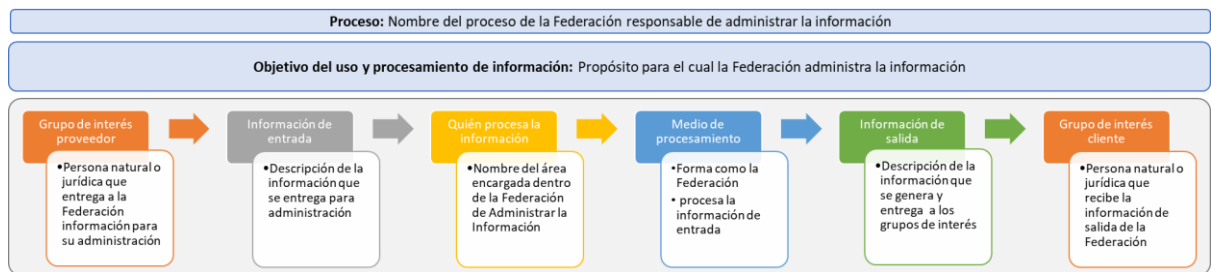 Proceso: Nombre del proceso de la Federación responsable de administrar la información
Objetivo del uso y procesamiento de información: Propósito para el cual la Federación administra la información
Grupo de interés
proveedor
•Persona natural o
jurídica que
entrega a la
Federación
información para
su administración
Información de
entrada
•Descripción de la
información que
se entrega para
administración
Quién procesa la
información
•Nombre del área
encargada dentro
de la Federación
de Administrar la
Información
Medio de
procesamiento
•Forma como la
Federación
• procesa la
información de
entrada
Información de
salida
•Descripción de la
información que
se genera y
entrega a los
grupos de interés
Grupo de interés
cliente
•Persona natural o
jurídica que
recibe la
información de
salida de la
Federación